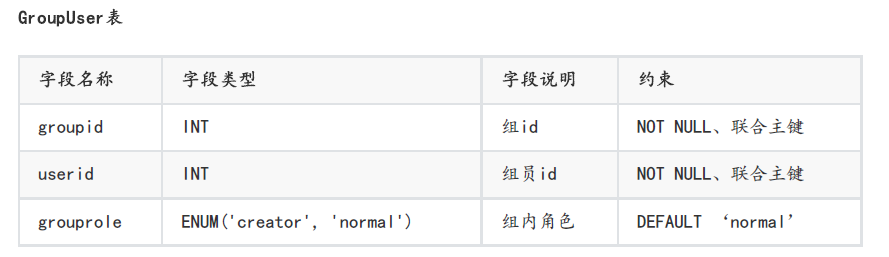 GroupUser表
字段名称 字段类型 字段说明 约束
groupid INT 组id NOT NULL、联合主键
userid INT 组员id NOT NULL、联合主键
grouprole ENUM('creator', 'normal') 组内角色 DEFAULT ‘normal’